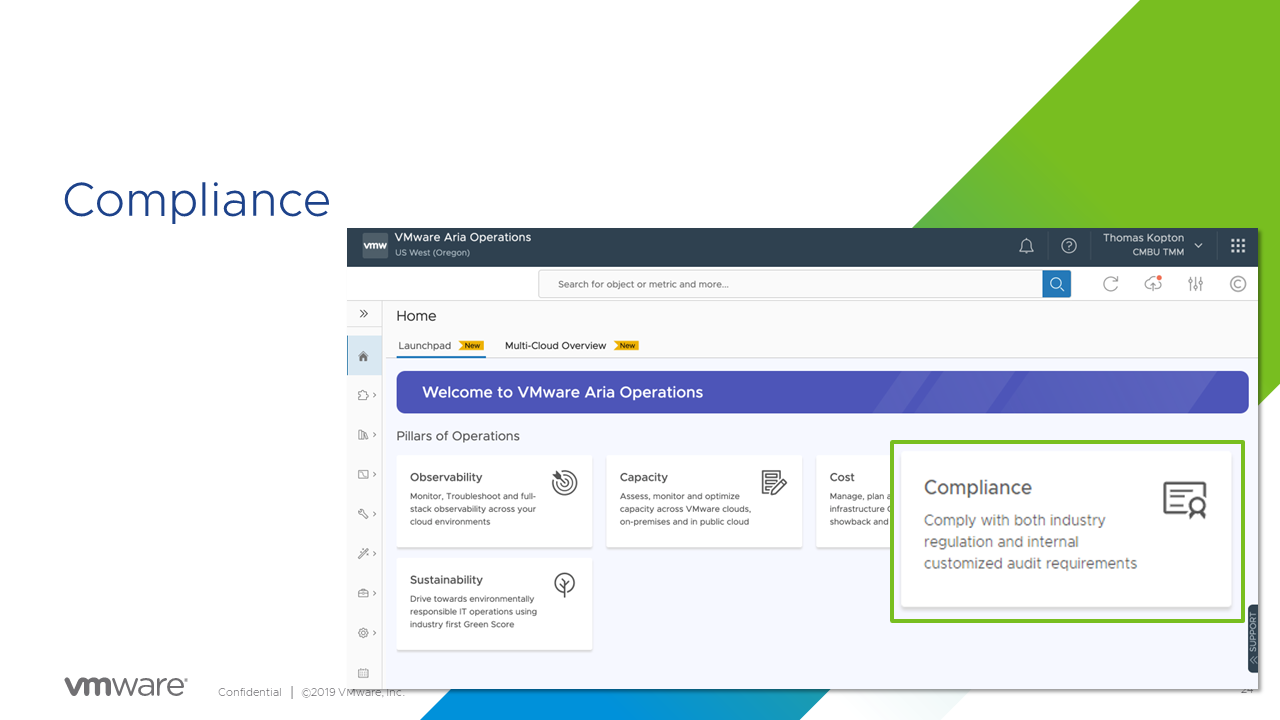 Compliance
vmw
VMware Aria Operations
US West (Oregon)
Thomas Kopton
CMBU TMM
Search for object or metric and more...
Home
Launchpad New Multi-Cloud Overview New
Welcome to VMware Aria Operations
Pillars of Operations
Observability
Monitor, Troubleshoot and full-
stack observability across your
cloud environments
Capacity
Assess, monitor and optimize
capacity across VMware clouds,
on-premises and in public cloud
Cost
Manage, plan a
infrastructure
showback and
Compliance
Comply with both industry
regulation and internal
customized audit requirements
Sustainability
Drive towards environmentally
responsible IT operations using
industry first Green Score
SUPPORT
vmware®
Confidential | ©2019 VMware, Inc.
24